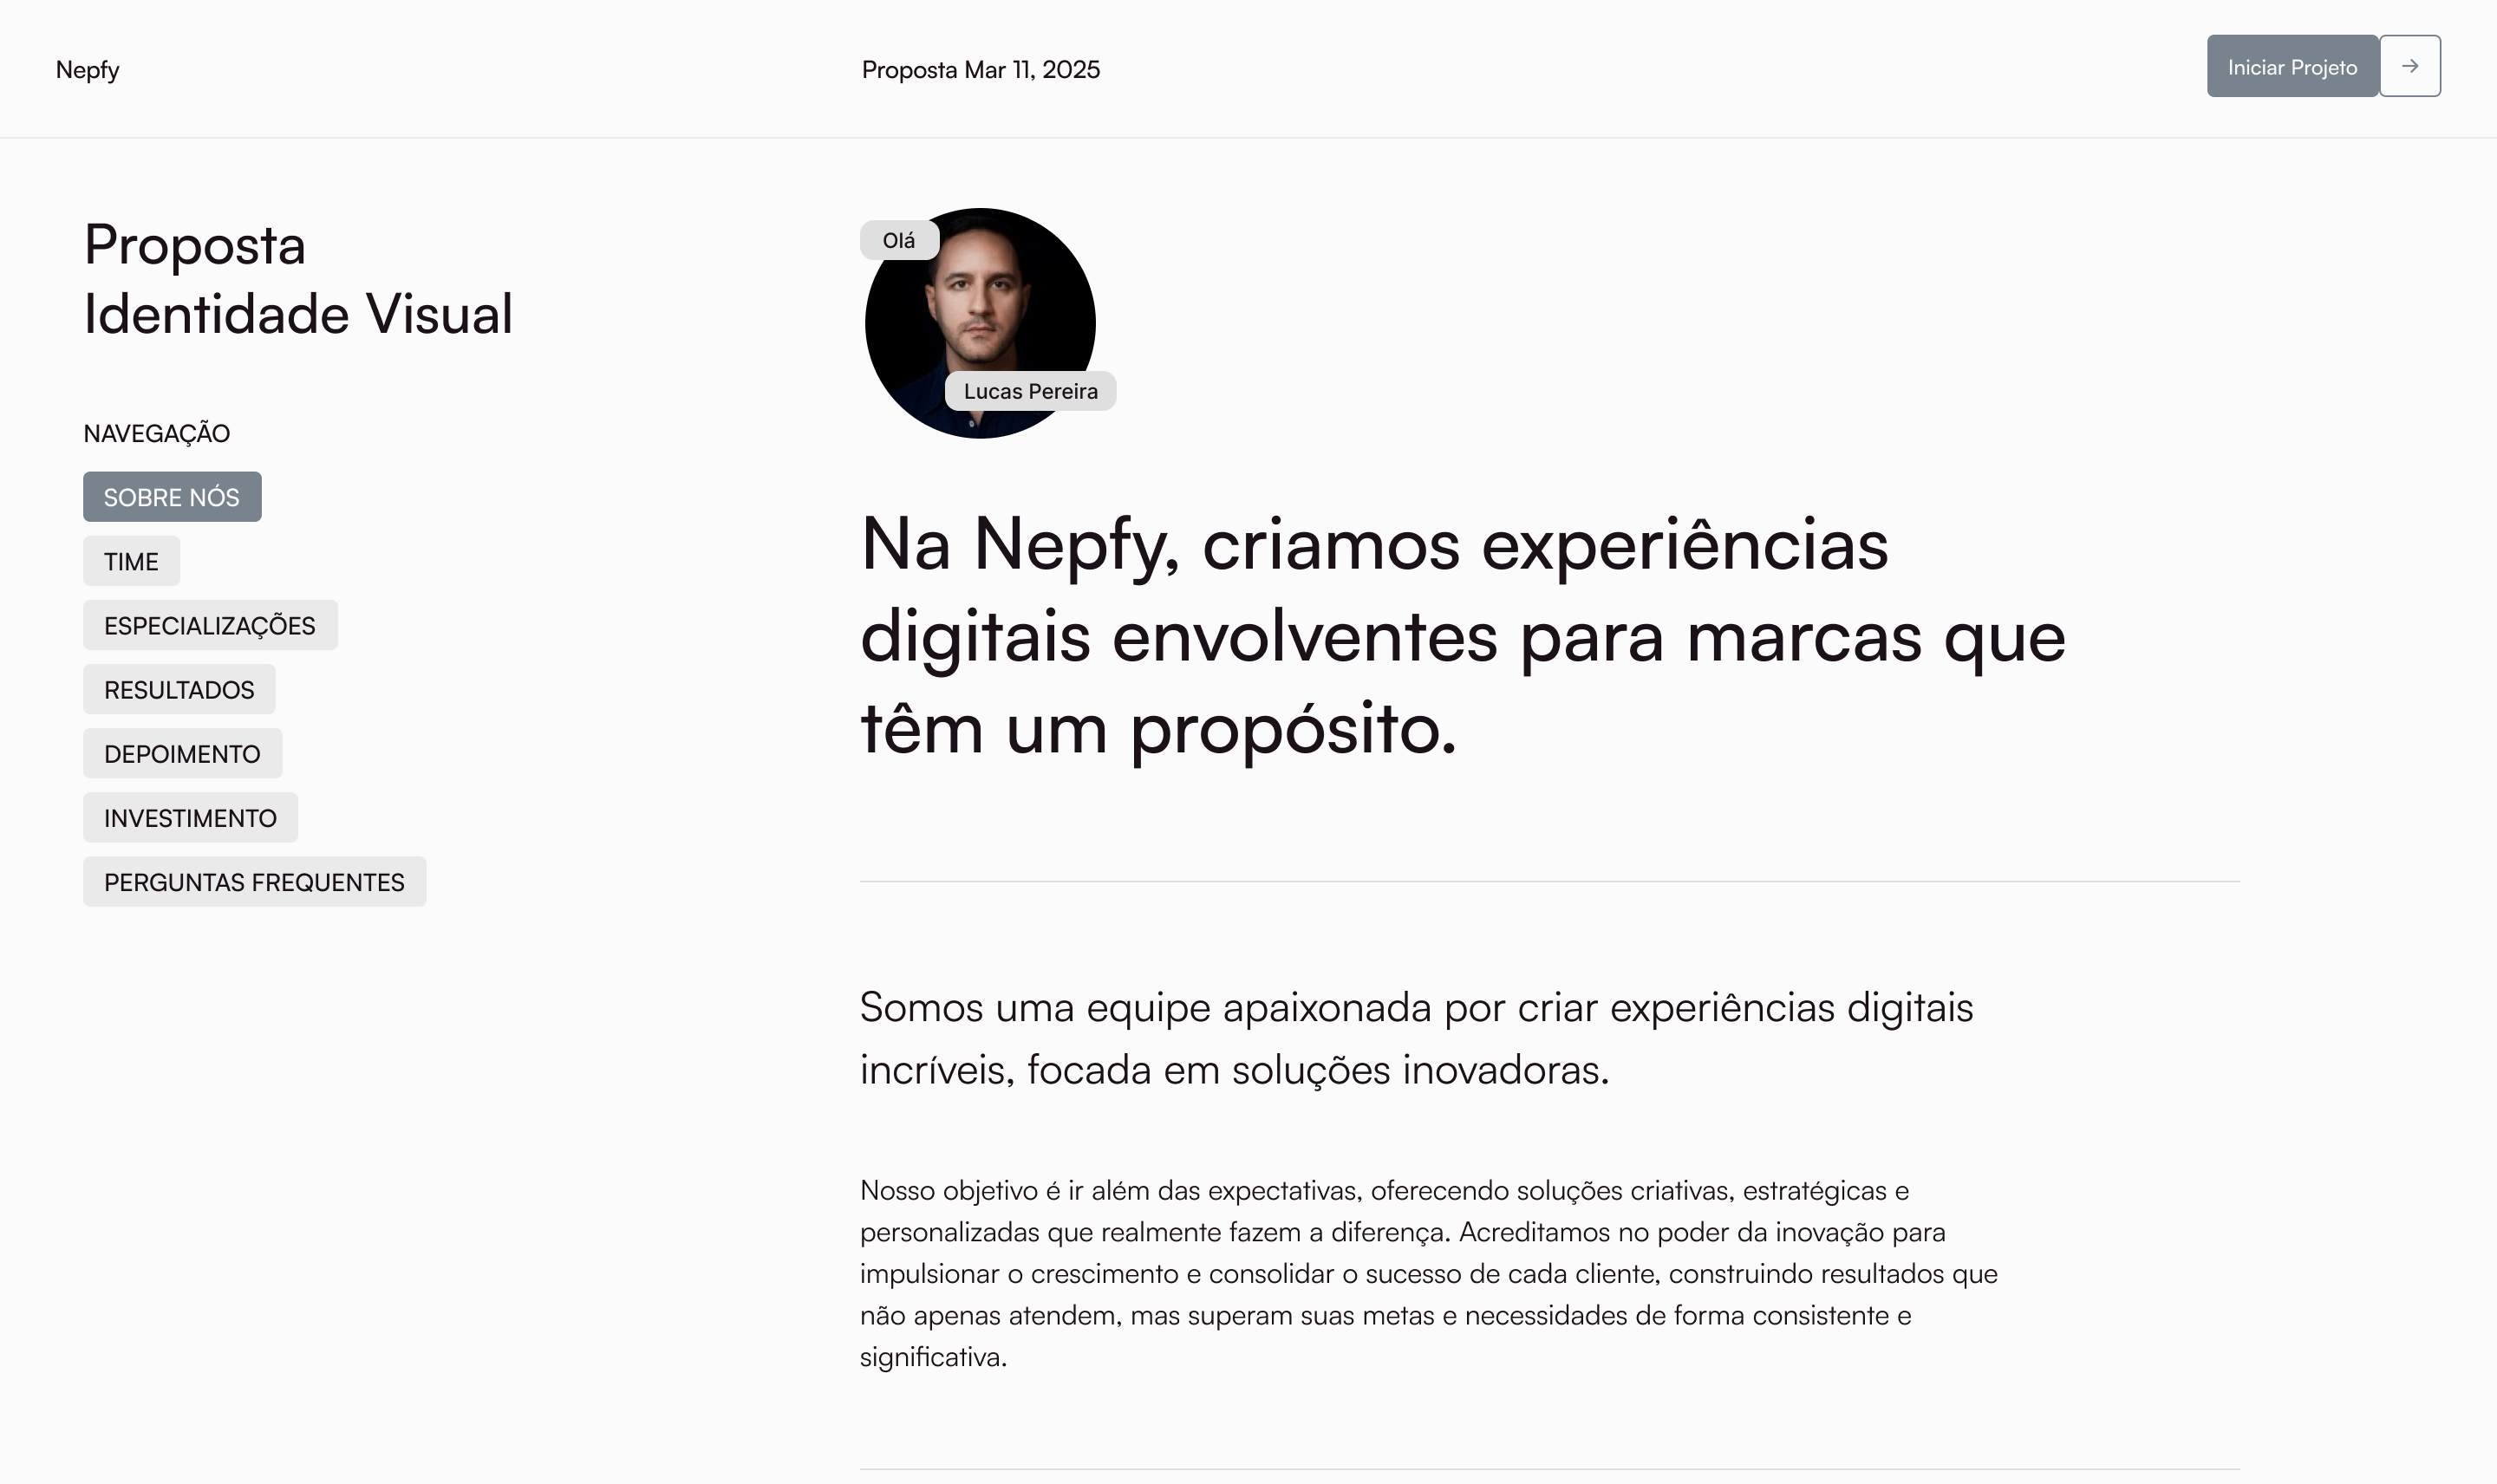 Nepfy
Proposta Mar 11, 2025
Iniciar Projeto
Proposta
Identidade Visual
NAVEGAÇÃO
SOBRE NÓS
TIME
ESPECIALIZAÇÕES
RESULTADOS
DEPOIMENTO
INVESTIMENTO
PERGUNTAS FREQUENTES
Olá
Lucas Pereira
Na Nepfy, criamos experiências
digitais envolventes para marcas que
têm um propósito.
Somos uma equipe apaixonada por criar experiências digitais
incríveis, focada em soluções inovadoras.
Nosso objetivo é ir além das expectativas, oferecendo soluções criativas, estratégicas e
personalizadas que realmente fazem a diferença. Acreditamos no poder da inovação para
impulsionar o crescimento e consolidar o sucesso de cada cliente, construindo resultados que
não apenas atendem, mas superam suas metas e necessidades de forma consistente e
significativa.